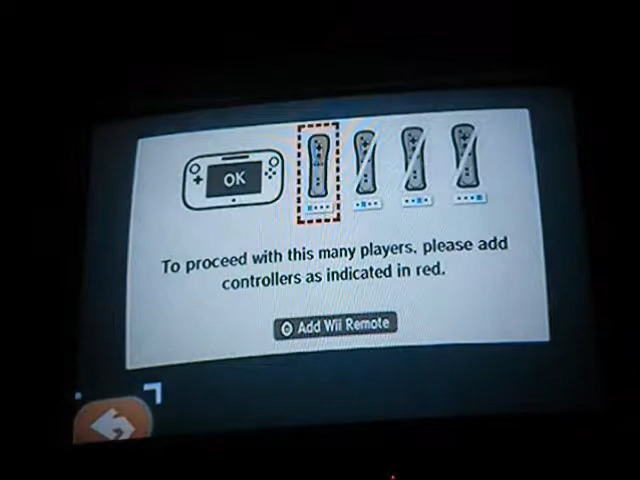 OK
To proceed with this many players, please add
controllers as indicated in red.
Add Wii Remote